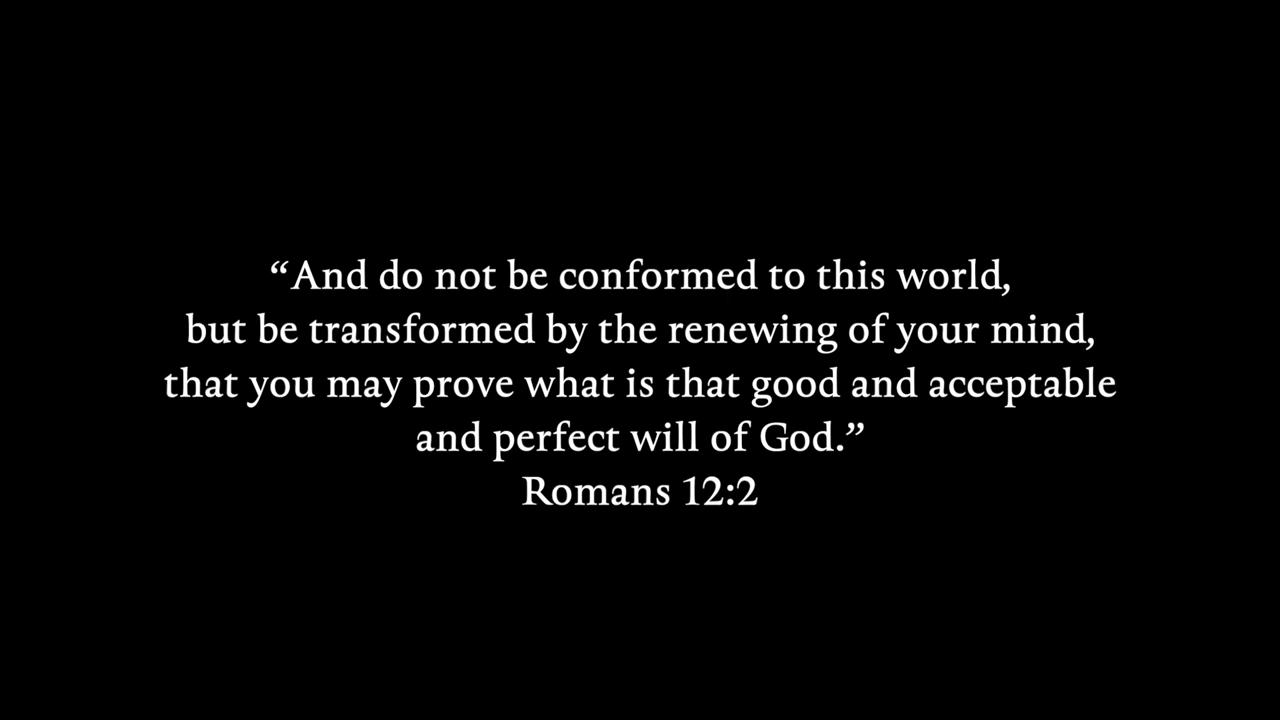 “And do not be conformed to this world,
but be transformed by the renewing of your mind,
that you may prove what is that good and acceptable
and perfect will of God.”
Romans 12:2